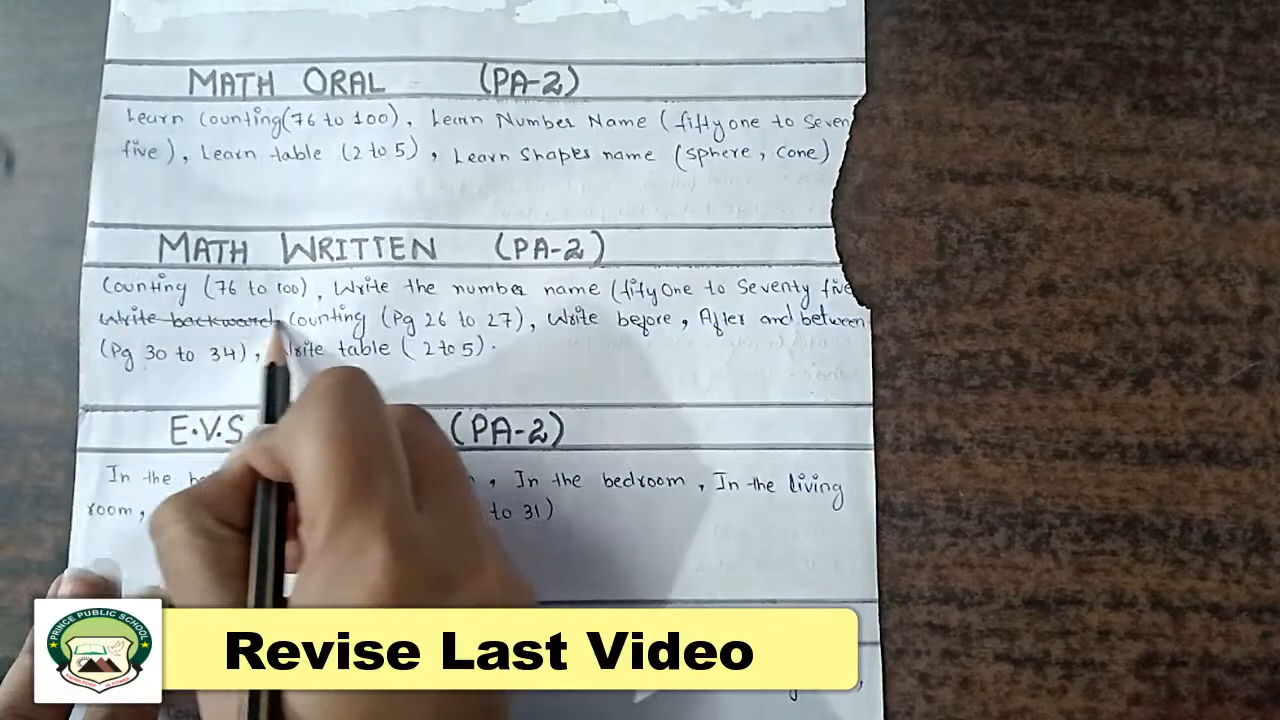 MATH ORAL (PA-2)
Learn Counting(76 to 100), Learn Number Name (fifty one to Seven
five), Learn table (2 to 5), Learn Shapes name (sphere, cone)
MATH WRITTEN (PA-2)
Counting (76 to 100), Write the number name (fifty One to Seventy five
Write backward Counting (Pg 26 to 27), Write before, After and between
(Pg 30 to 34), Write table (2 to 5).
E.V.S (PA-2)
In the , In the bedroom, In the living
room, to 31)
PRINCE PUBLIC SCHOOL
Revise Last Video